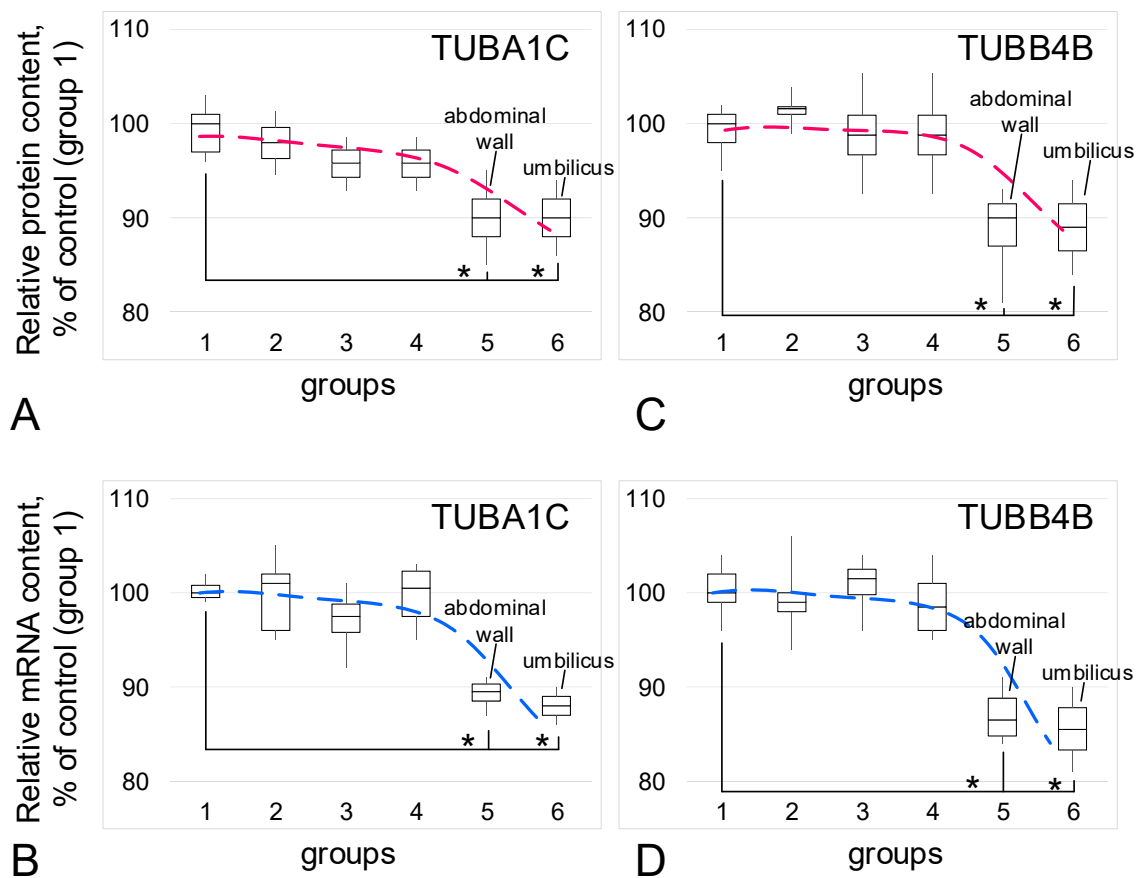 Relative protein content,
% of control (group 1)
110
100
90
80
TUBA1C
abdominal
wall
umbilicus
* *
1 2 3 4 5 6
groups
A
110
100
90
80
TUBB4B
abdominal
wall
umbilicus
* *
1 2 3 4 5 6
groups
C
Relative mRNA content,
% of control (group 1)
110
100
90
80
TUBA1C
abdominal
wall
umbilicus
* *
1 2 3 4 5 6
groups
B
110
100
90
80
TUBB4B
abdominal
wall
umbilicus
* *
1 2 3 4 5 6
groups
D